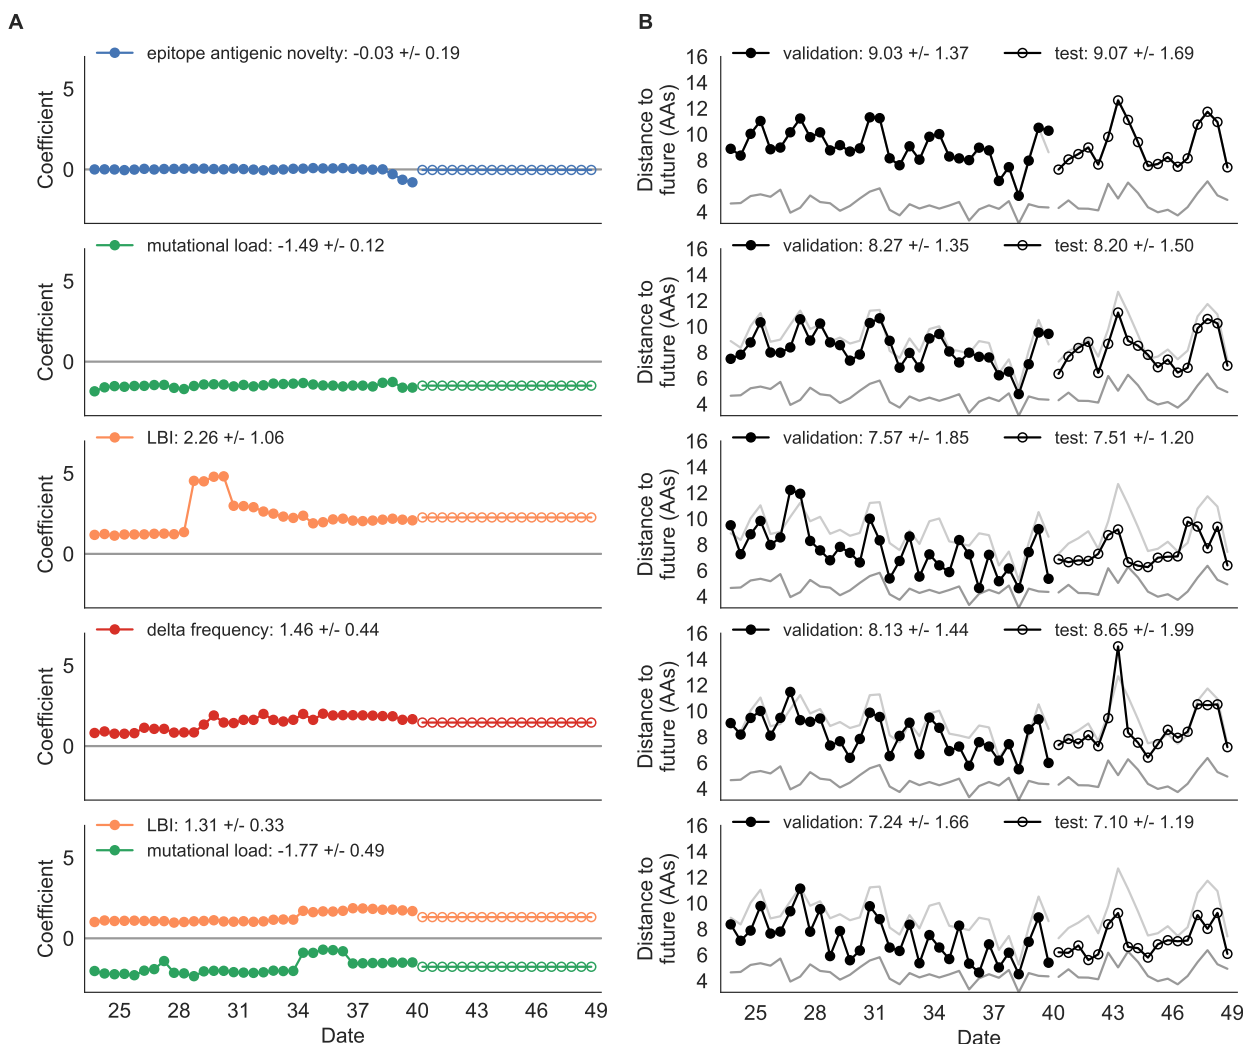 A
B
epitope antigenic novelty: -0.03 +/- 0.19
5
0
Coefficient
validation: 9.03 +/- 1.37
test: 9.07 +/- 1.69
16
14
12
10
8
6
4
Distance to
future (AAs)
mutational load: -1.49 +/- 0.12
5
0
Coefficient
validation: 8.27 +/- 1.35
test: 8.20 +/- 1.50
16
14
12
10
8
6
4
Distance to
future (AAs)
LBI: 2.26 +/- 1.06
5
0
Coefficient
validation: 7.57 +/- 1.85
test: 7.51 +/- 1.20
16
14
12
10
8
6
4
Distance to
future (AAs)
delta frequency: 1.46 +/- 0.44
5
0
Coefficient
validation: 8.13 +/- 1.44
test: 8.65 +/- 1.99
16
14
12
10
8
6
4
Distance to
future (AAs)
LBI: 1.31 +/- 0.33
mutational load: -1.77 +/- 0.49
5
0
Coefficient
25 28 31 34 37 40 43 46 49
Date
validation: 7.24 +/- 1.66
test: 7.10 +/- 1.19
16
14
12
10
8
6
4
Distance to
future (AAs)
25 28 31 34 37 40 43 46 49
Date